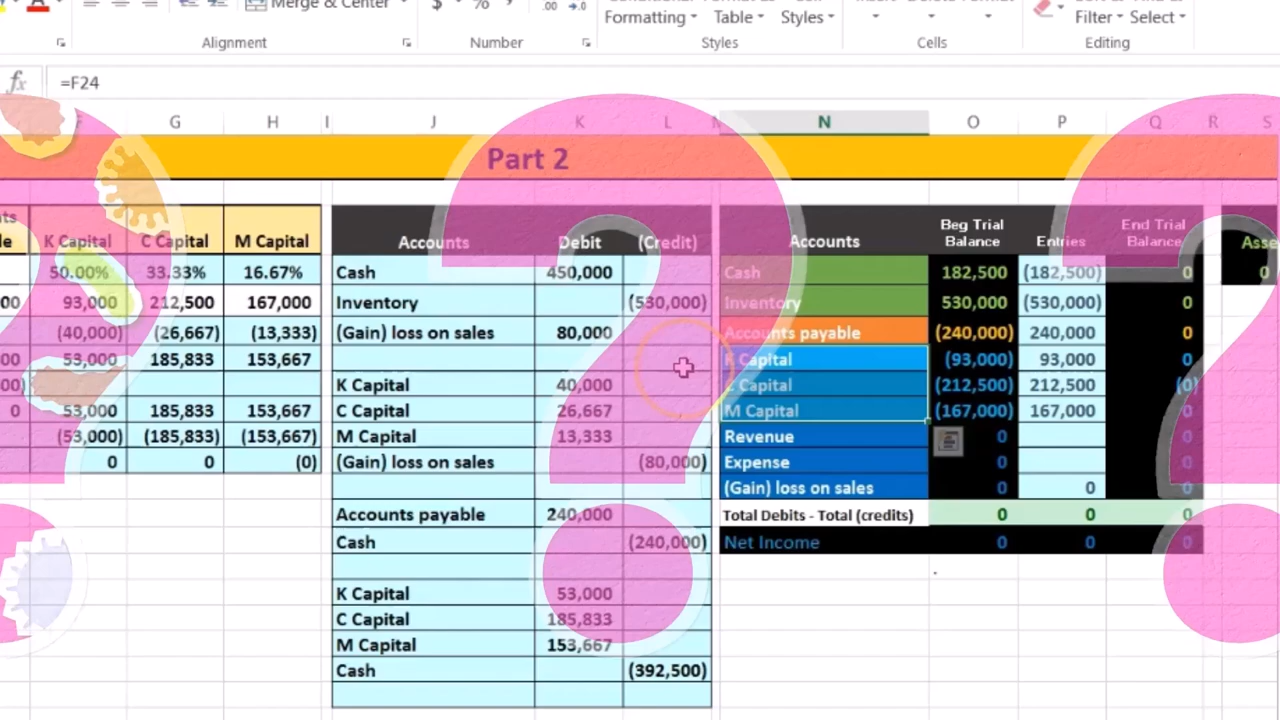 Merge & Center
$ %
Formatting Table Styles Filter Select
Alignment Number Styles Cells Editing
fx =F24
G H I J K L N O P Q R S
Part 2
K Capital C Capital M Capital
50.00% 33.33% 16.67%
93,000 212,500 167,000
(40,000) (26,667) (13,333)
53,000 185,833 153,667
53,000 185,833 153,667
(53,000) (185,833) (153,667)
0 0 (0)
Accounts Debit (Credit)
Cash 450,000
Inventory (530,000)
(Gain) loss on sales 80,000
K Capital 40,000
C Capital 26,667
M Capital 13,333
(Gain) loss on sales (80,000)
Accounts payable 240,000
Cash (240,000)
K Capital 53,000
C Capital 185,833
M Capital 153,667
Cash (392,500)
Accounts Beg Trial Balance Entries End Trial Balance
Cash 182,500 (182,500) 0
Inventory 530,000 (530,000) 0
Accounts payable (240,000) 240,000 0
K Capital (93,000) 93,000 0
C Capital (212,500) 212,500 (0)
M Capital (167,000) 167,000 0
Revenue 0 0
Expense 0 0
(Gain) loss on sales 0 0 0
Total Debits - Total (credits) 0 0 0
Net Income 0 0 0
0